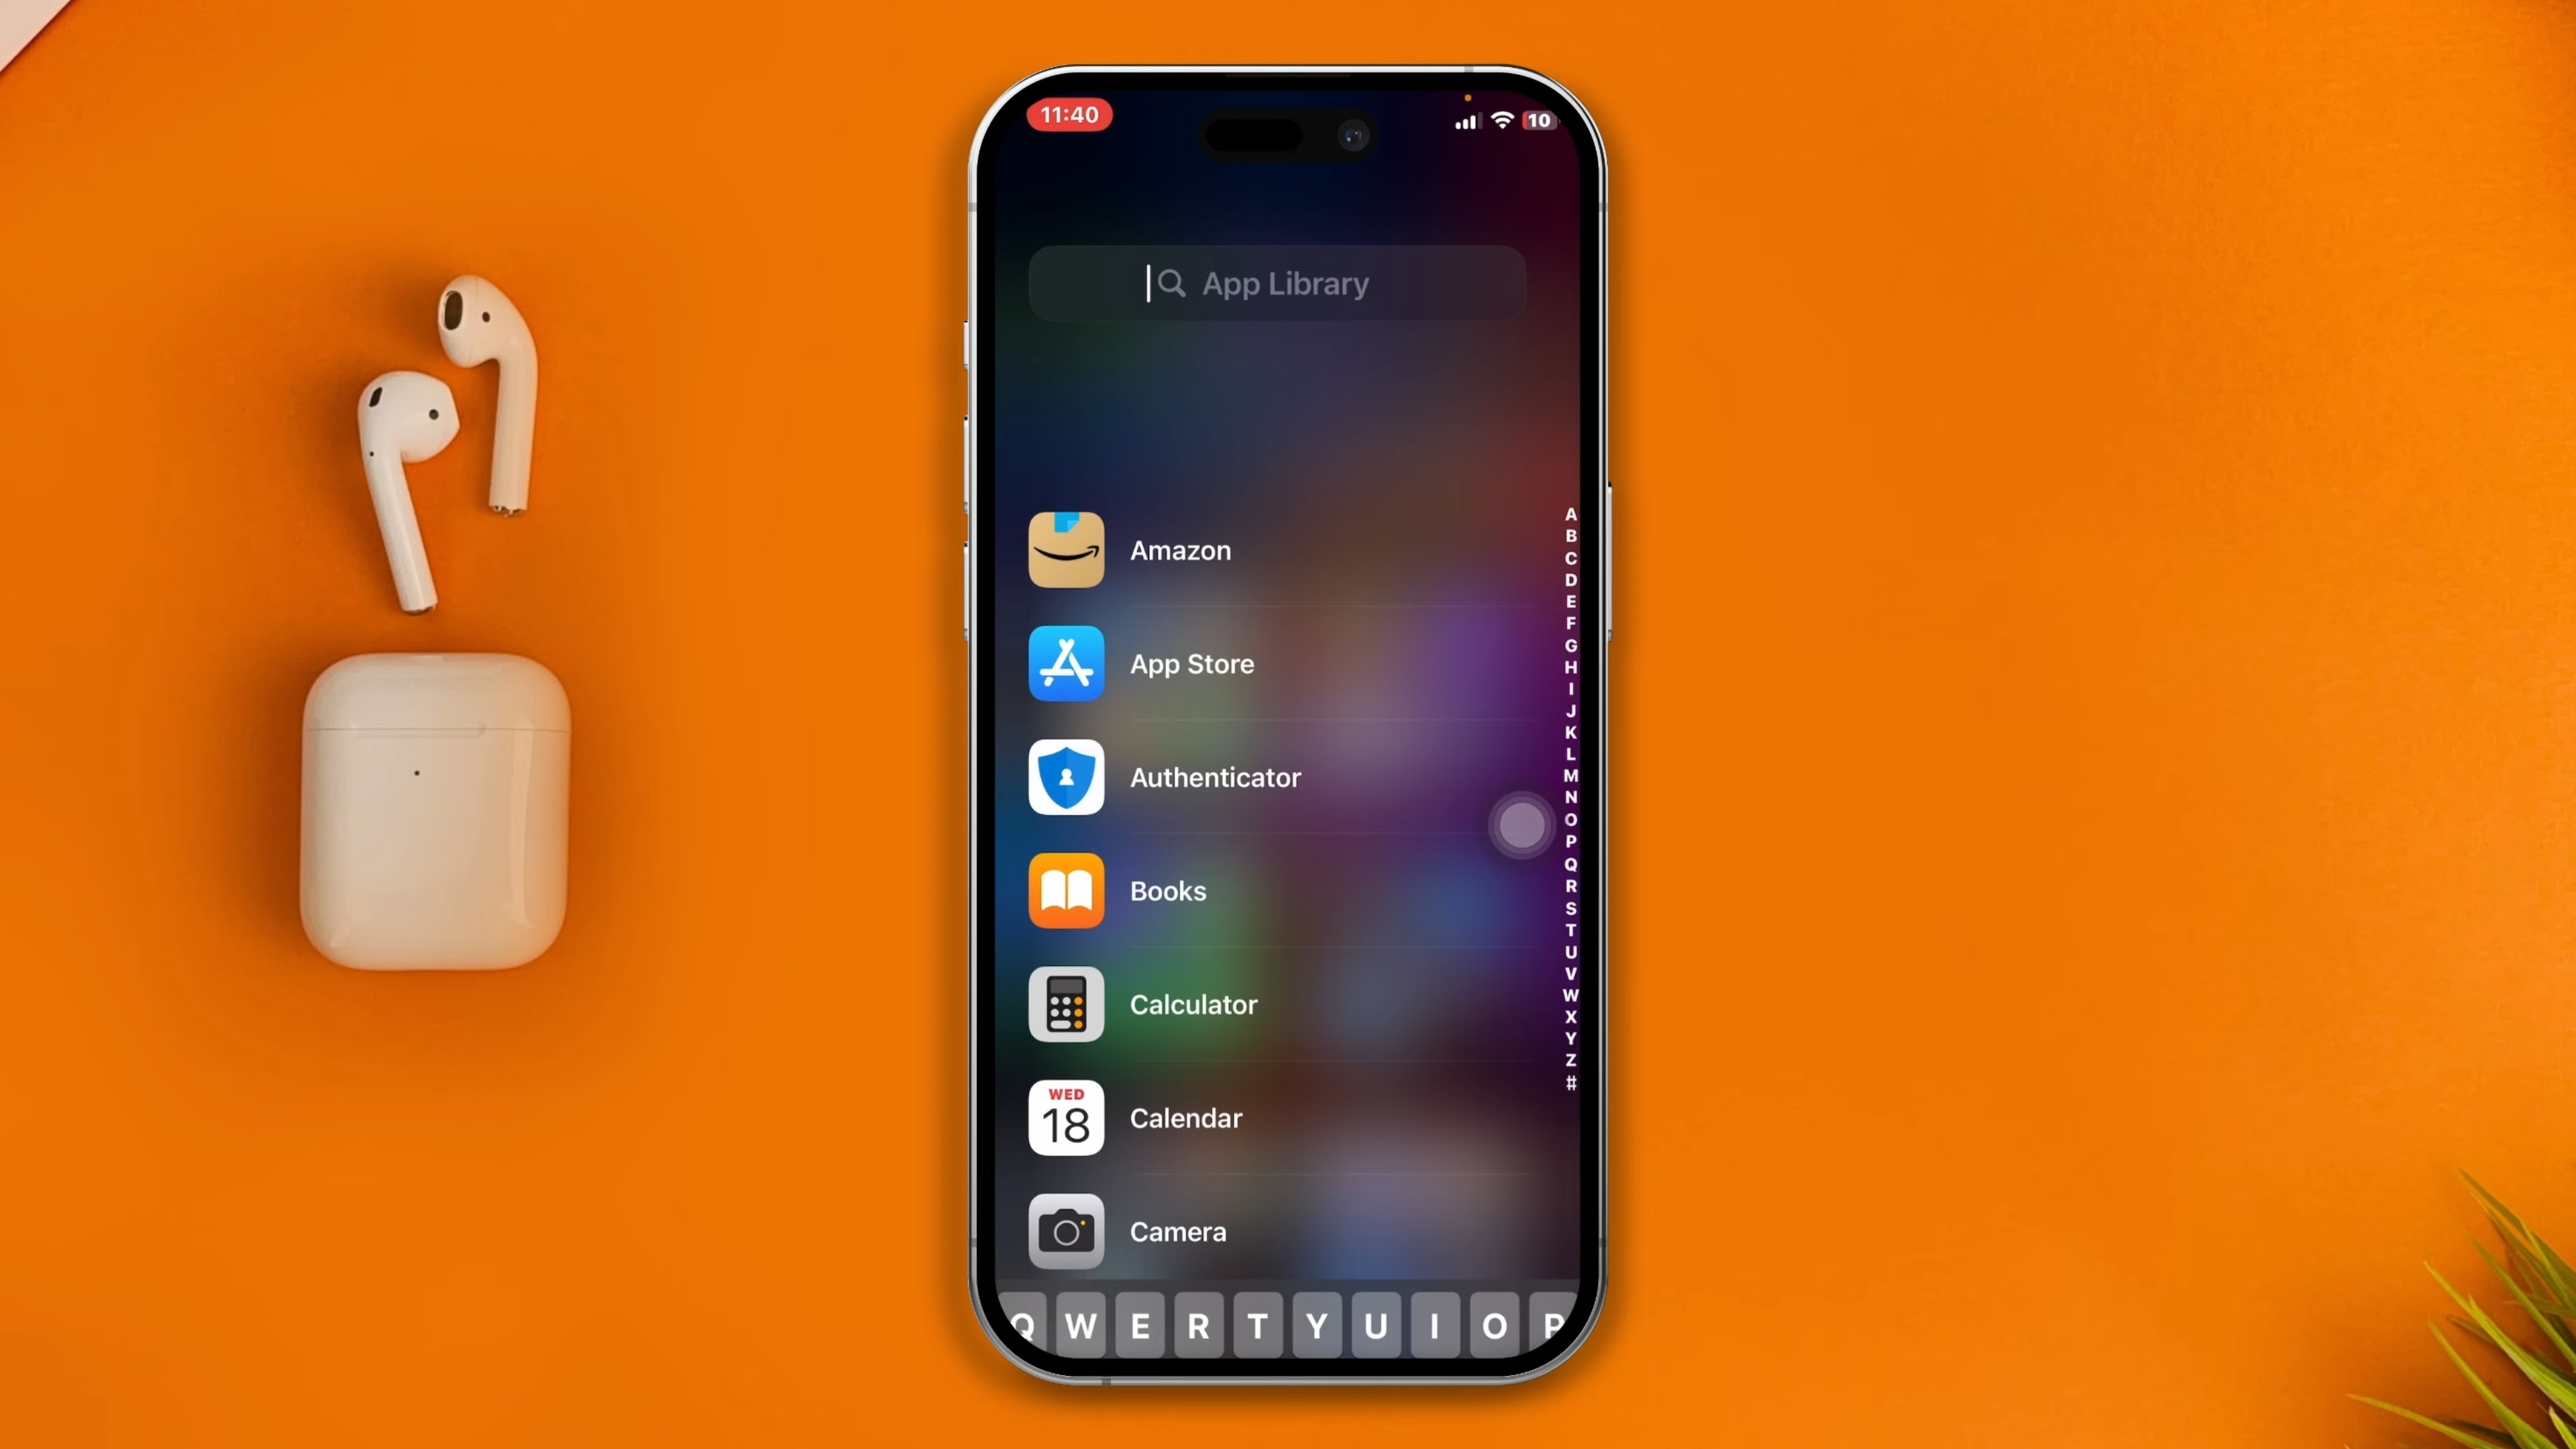 11:40
10
App Library
Amazon
App Store
Authenticator
Books
Calculator
WED
18
Calendar
Camera
A
B
C
D
E
F
G
H
I
J
K
L
M
N
O
P
Q
R
S
T
U
V
W
X
Y
Z
#
Q W E R T Y U I O P